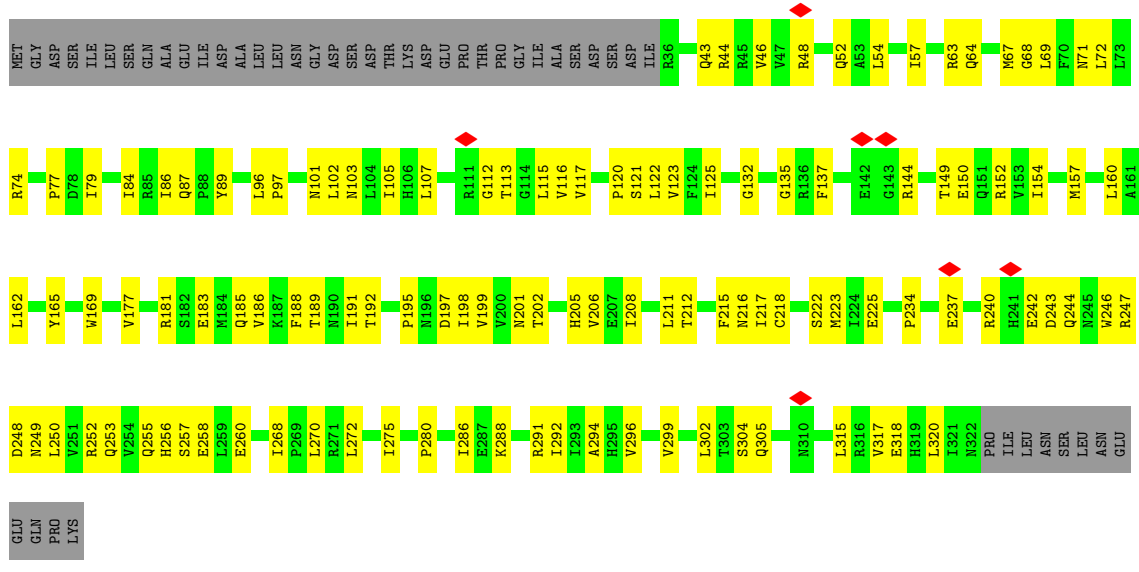 MET GLY ASP SER ILE LEU SER GLN ALA GLU ILE ASP ALA LEU LEU ASN GLY ASP SER ASP THR LYS ASP GLU PRO THR PRO GLY ILE ALA SER ASP SER ASP ILE R36 Q43 R44 R45 V46 V47 R48 Q52 A53 L54 I57 R63 Q64 M67 G68 L69 F70 N71 L72 L73
R74 P77 D78 I79 I84 R85 I86 Q87 P88 Y89 L96 P97 N101 L102 N103 L104 I105 H106 L107 R111 G112 T113 G114 L115 V116 V117 P120 S121 L122 V123 F124 I125 G132 G135 R136 F137 E142 G143 R144 T149 E150 Q151 R152 V153 I154 M157 L160 A161
L162 Y165 W169 V177 R181 S182 E183 M184 Q185 V186 K187 F188 T189 N190 I191 T192 P195 N196 D197 I198 V199 V200 N201 T202 H205 V206 E207 I208 L211 T212 F215 N216 I217 C218 S222 M223 I224 E225 P234 E237 R240 H241 E242 D243 Q244 N245 W246 R247
D248 N249 L250 V251 R252 Q253 V254 Q255 H256 S257 E258 L259 E260 I268 P269 L270 R271 L272 I275 P280 I286 E287 K288 R291 I292 I293 A294 H295 V296 V299 L302 T303 S304 Q305 N310 L315 R316 V317 E318 H319 L320 I321 N322 PRO ILE LEU ASN SER LEU ASN GLU
GLU GLN PRO LYS